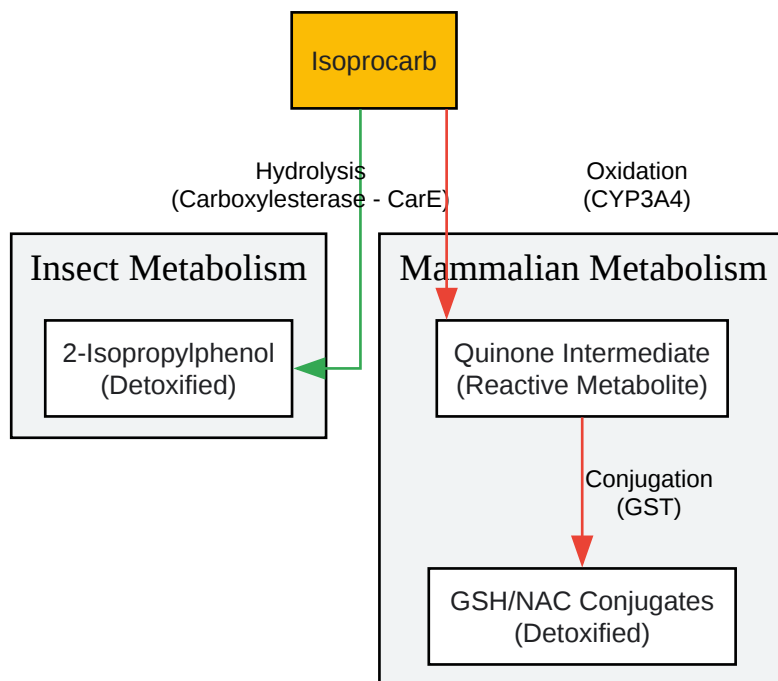 Isoprocarb
Hydrolysis
(Carboxylesterase - CarE)
Oxidation
(CYP3A4)
Insect Metabolism
Mammalian Metabolism
2-Isopropylphenol
(Detoxified)
Quinone Intermediate
(Reactive Metabolite)
Conjugation
(GST)
GSH/NAC Conjugates
(Detoxified)